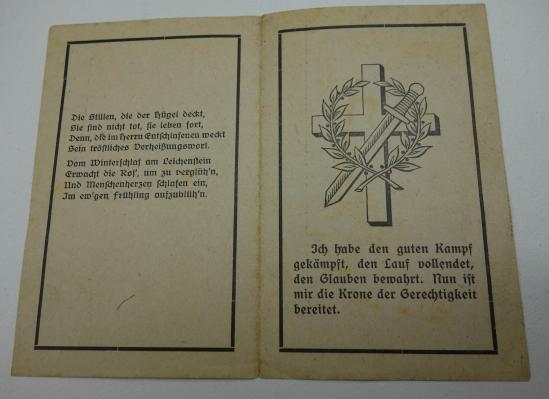 Die Stillen, die der Hügel deckt,
Sie sind nicht tot, sie leben fort,
Denn, die im Herrn Entschlafenen weckt
Sein tröstliches Verheißungswort.
Vom Winterschlaf am Leichenstein
Erwacht die Ros', um zu verglüh'n,
Und Menschenherzen schlafen ein,
Im ew'gen Frühling aufzublüh'n.
Ich habe den guten Kampf
gekämpft, den Lauf vollendet,
den Glauben bewahrt. Nun ist
mir die Krone der Gerechtigkeit
bereitet.